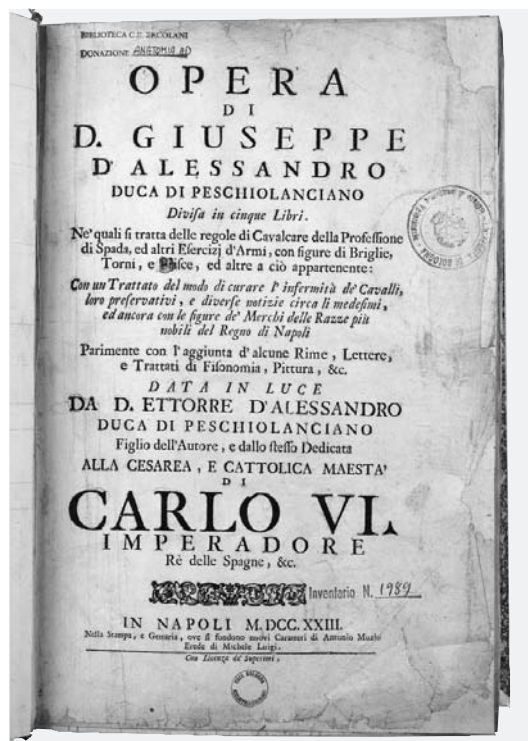 BIBLIOTECA C.B. ERCOLANI
DONAZIONE ANATOMIA BO
OPERA
DI
D. GIUSEPPE
D'ALESSANDRO
DUCA DI PESCHIOLANCIANO
Divisa in cinque Libri.
Ne' quali si tratta delle regole di Cavalcare della Professione
di Spada, ed altri Esercizj d'Armi, con figure di Briglie,
Torni, e , ed altre a ciò appartenente:
Con un Trattato del modo di curare l'infermità de' Cavalli,
loro preservativi, e diverse notizie circa li medesimi,
ed ancora con le figure de' Merchi delle Razze più
nobili del Regno di Napoli
Parimente con l'aggiunta d'alcune Rime, Lettere,
e Trattati di Fisonomia, Pittura, &c.
DATA IN LUCE
DA D. ETTORRE D'ALESSANDRO
DUCA DI PESCHIOLANCIANO
Figlio dell'Autore, e dallo stesso Dedicata
ALLA CESAREA, E CATTOLICA MAESTA'
DI
CARLO VI.
IMPERADORE
Rè delle Spagne, &c.
Inventario N. 1989
IN NAPOLI M.DCC.XXIII.
Nella Stampa, e Gettaria, ove si fondono nuovi Caratteri di Antonio Muzio
Erede di Michele Luigi.
Con Licenza de' Superiori.